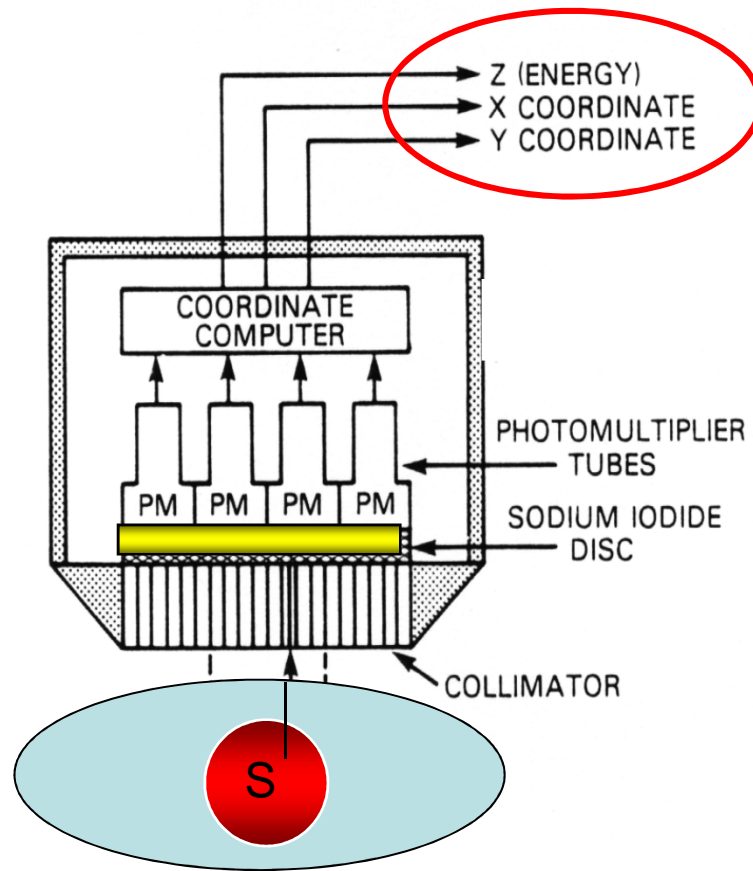 Z (ENERGY)
X COORDINATE
Y COORDINATE
COORDINATE
COMPUTER
PHOTOMULTIPLIER
TUBES
PM PM PM PM
SODIUM IODIDE
DISC
COLLIMATOR
S